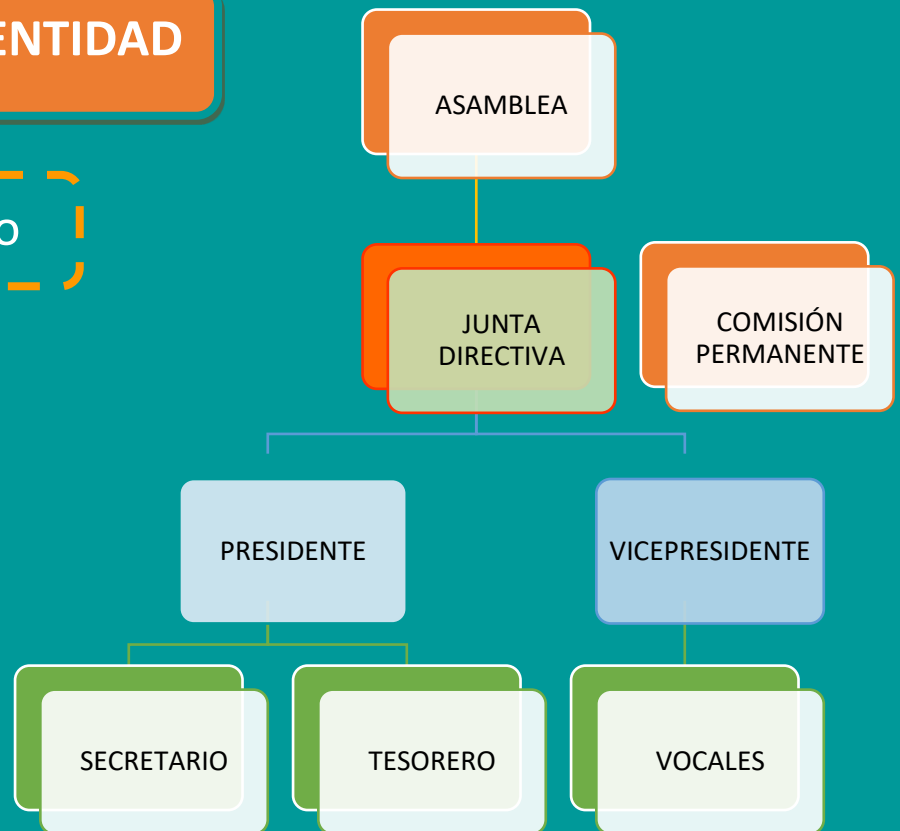 ENTIDAD
O
ASAMBLEA
JUNTA
DIRECTIVA
COMISIÓN
PERMANENTE
PRESIDENTE
VICEPRESIDENTE
SECRETARIO
TESORERO
VOCALES